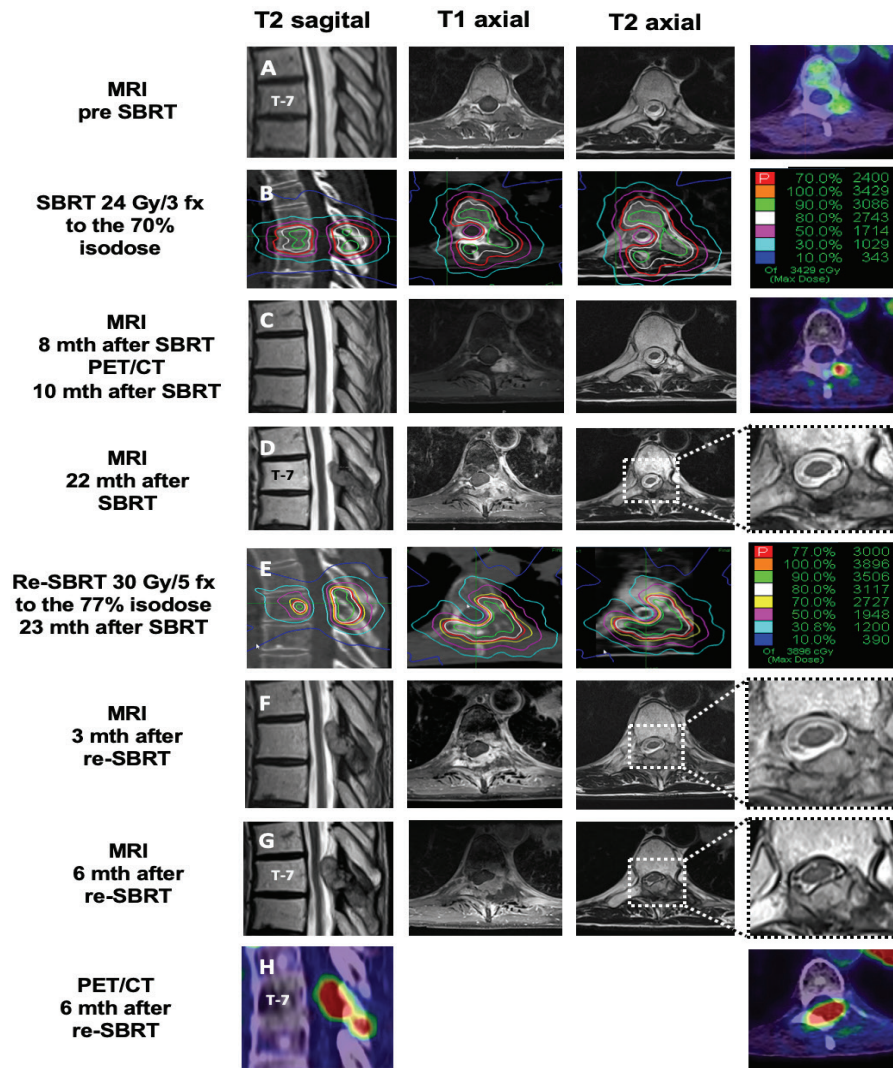 T2 sagital T1 axial T2 axial
MRI
pre SBRT
A
T-7
SBRT 24 Gy/3 fx
to the 70%
isodose
B
P 70.0% 2400
100.0% 3429
90.0% 3086
80.0% 2743
50.0% 1714
30.0% 1029
10.0% 343
Of 3429 cGy
(Max Dose)
MRI
8 mth after SBRT
PET/CT
10 mth after SBRT
C
MRI
22 mth after
SBRT
D
T-7
Re-SBRT 30 Gy/5 fx
to the 77% isodose
23 mth after SBRT
E
P 77.0% 3000
100.0% 3896
90.0% 3506
80.0% 3117
70.0% 2727
50.0% 1948
30.8% 1200
10.0% 390
Of 3896 cGy
(Max Dose)
MRI
3 mth after
re-SBRT
F
MRI
6 mth after
re-SBRT
G
T-7
PET/CT
6 mth after
re-SBRT
H
T-7